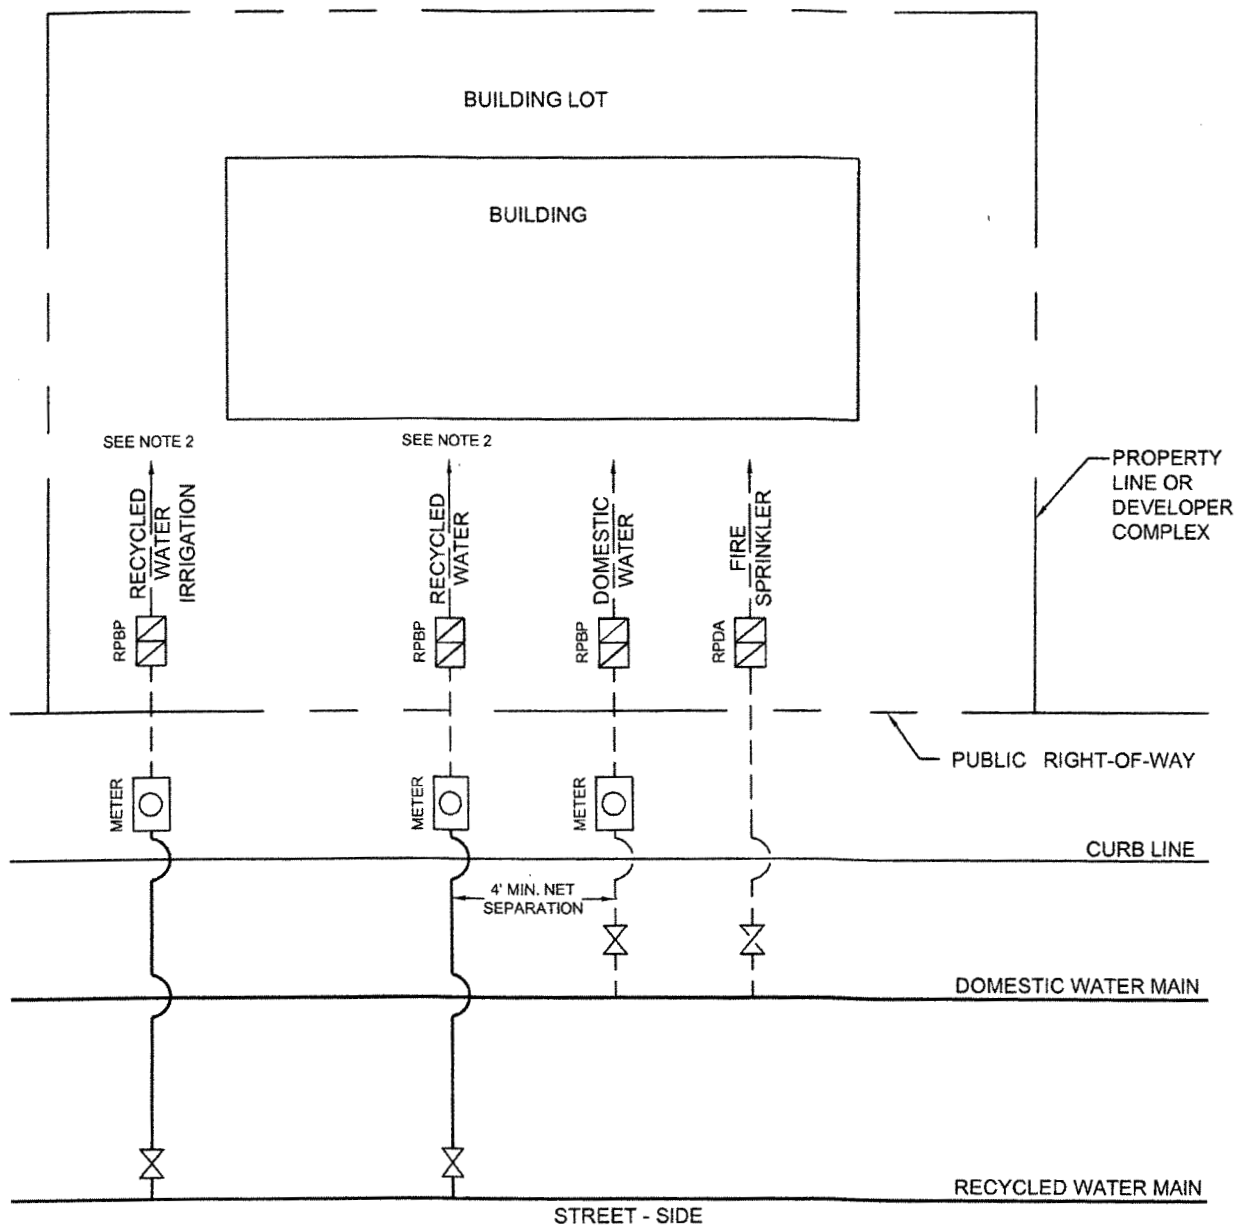 BUILDING LOT
BUILDING
SEE NOTE 2
SEE NOTE 2
RECYCLED
WATER
IRRIGATION
RECYCLED
WATER
DOMESTIC
WATER
FIRE
SPRINKLER
PROPERTY
LINE OR
DEVELOPER
COMPLEX
RPBP
RPBP
RPBP
RPDA
PUBLIC RIGHT-OF-WAY
METER
METER
METER
CURB LINE
4' MIN. NET
SEPARATION
DOMESTIC WATER MAIN
RECYCLED WATER MAIN
STREET - SIDE